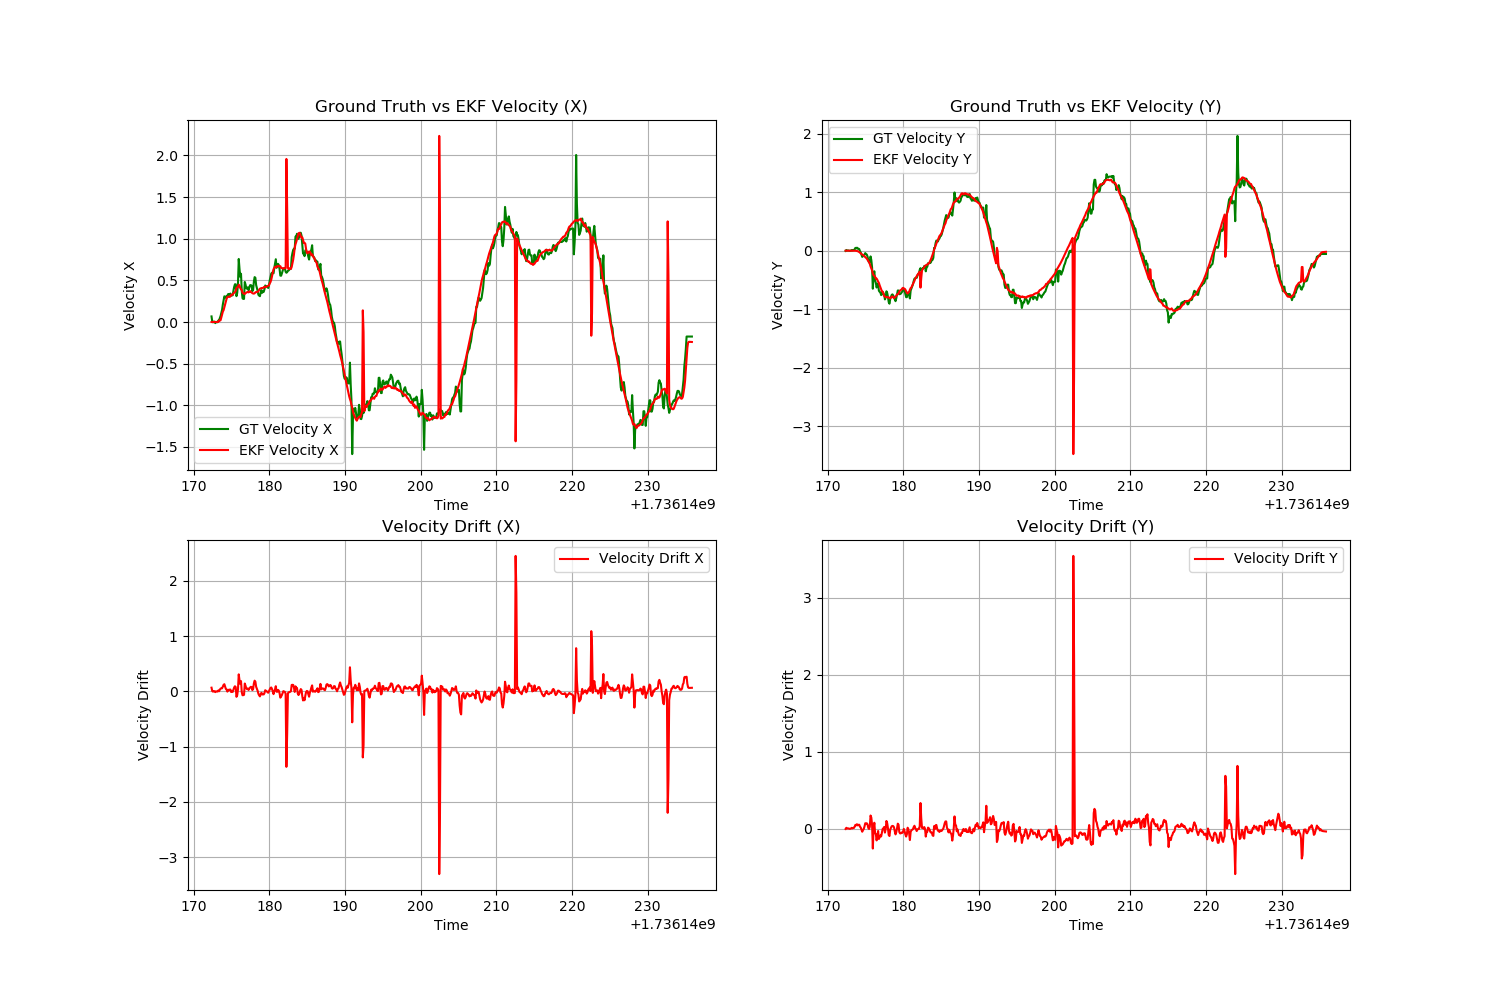 Ground Truth vs EKF Velocity (X)
Velocity X
2.0
1.5
1.0
0.5
0.0
−0.5
−1.0
−1.5
GT Velocity X
EKF Velocity X
170 180 190 200 210 220 230
Time
+1.73614e9
Ground Truth vs EKF Velocity (Y)
Velocity Y
2
1
0
−1
−2
−3
GT Velocity Y
EKF Velocity Y
170 180 190 200 210 220 230
Time
+1.73614e9
Velocity Drift (X)
Velocity Drift
2
1
0
−1
−2
−3
Velocity Drift X
170 180 190 200 210 220 230
Time
+1.73614e9
Velocity Drift (Y)
Velocity Drift
3
2
1
0
Velocity Drift Y
170 180 190 200 210 220 230
Time
+1.73614e9